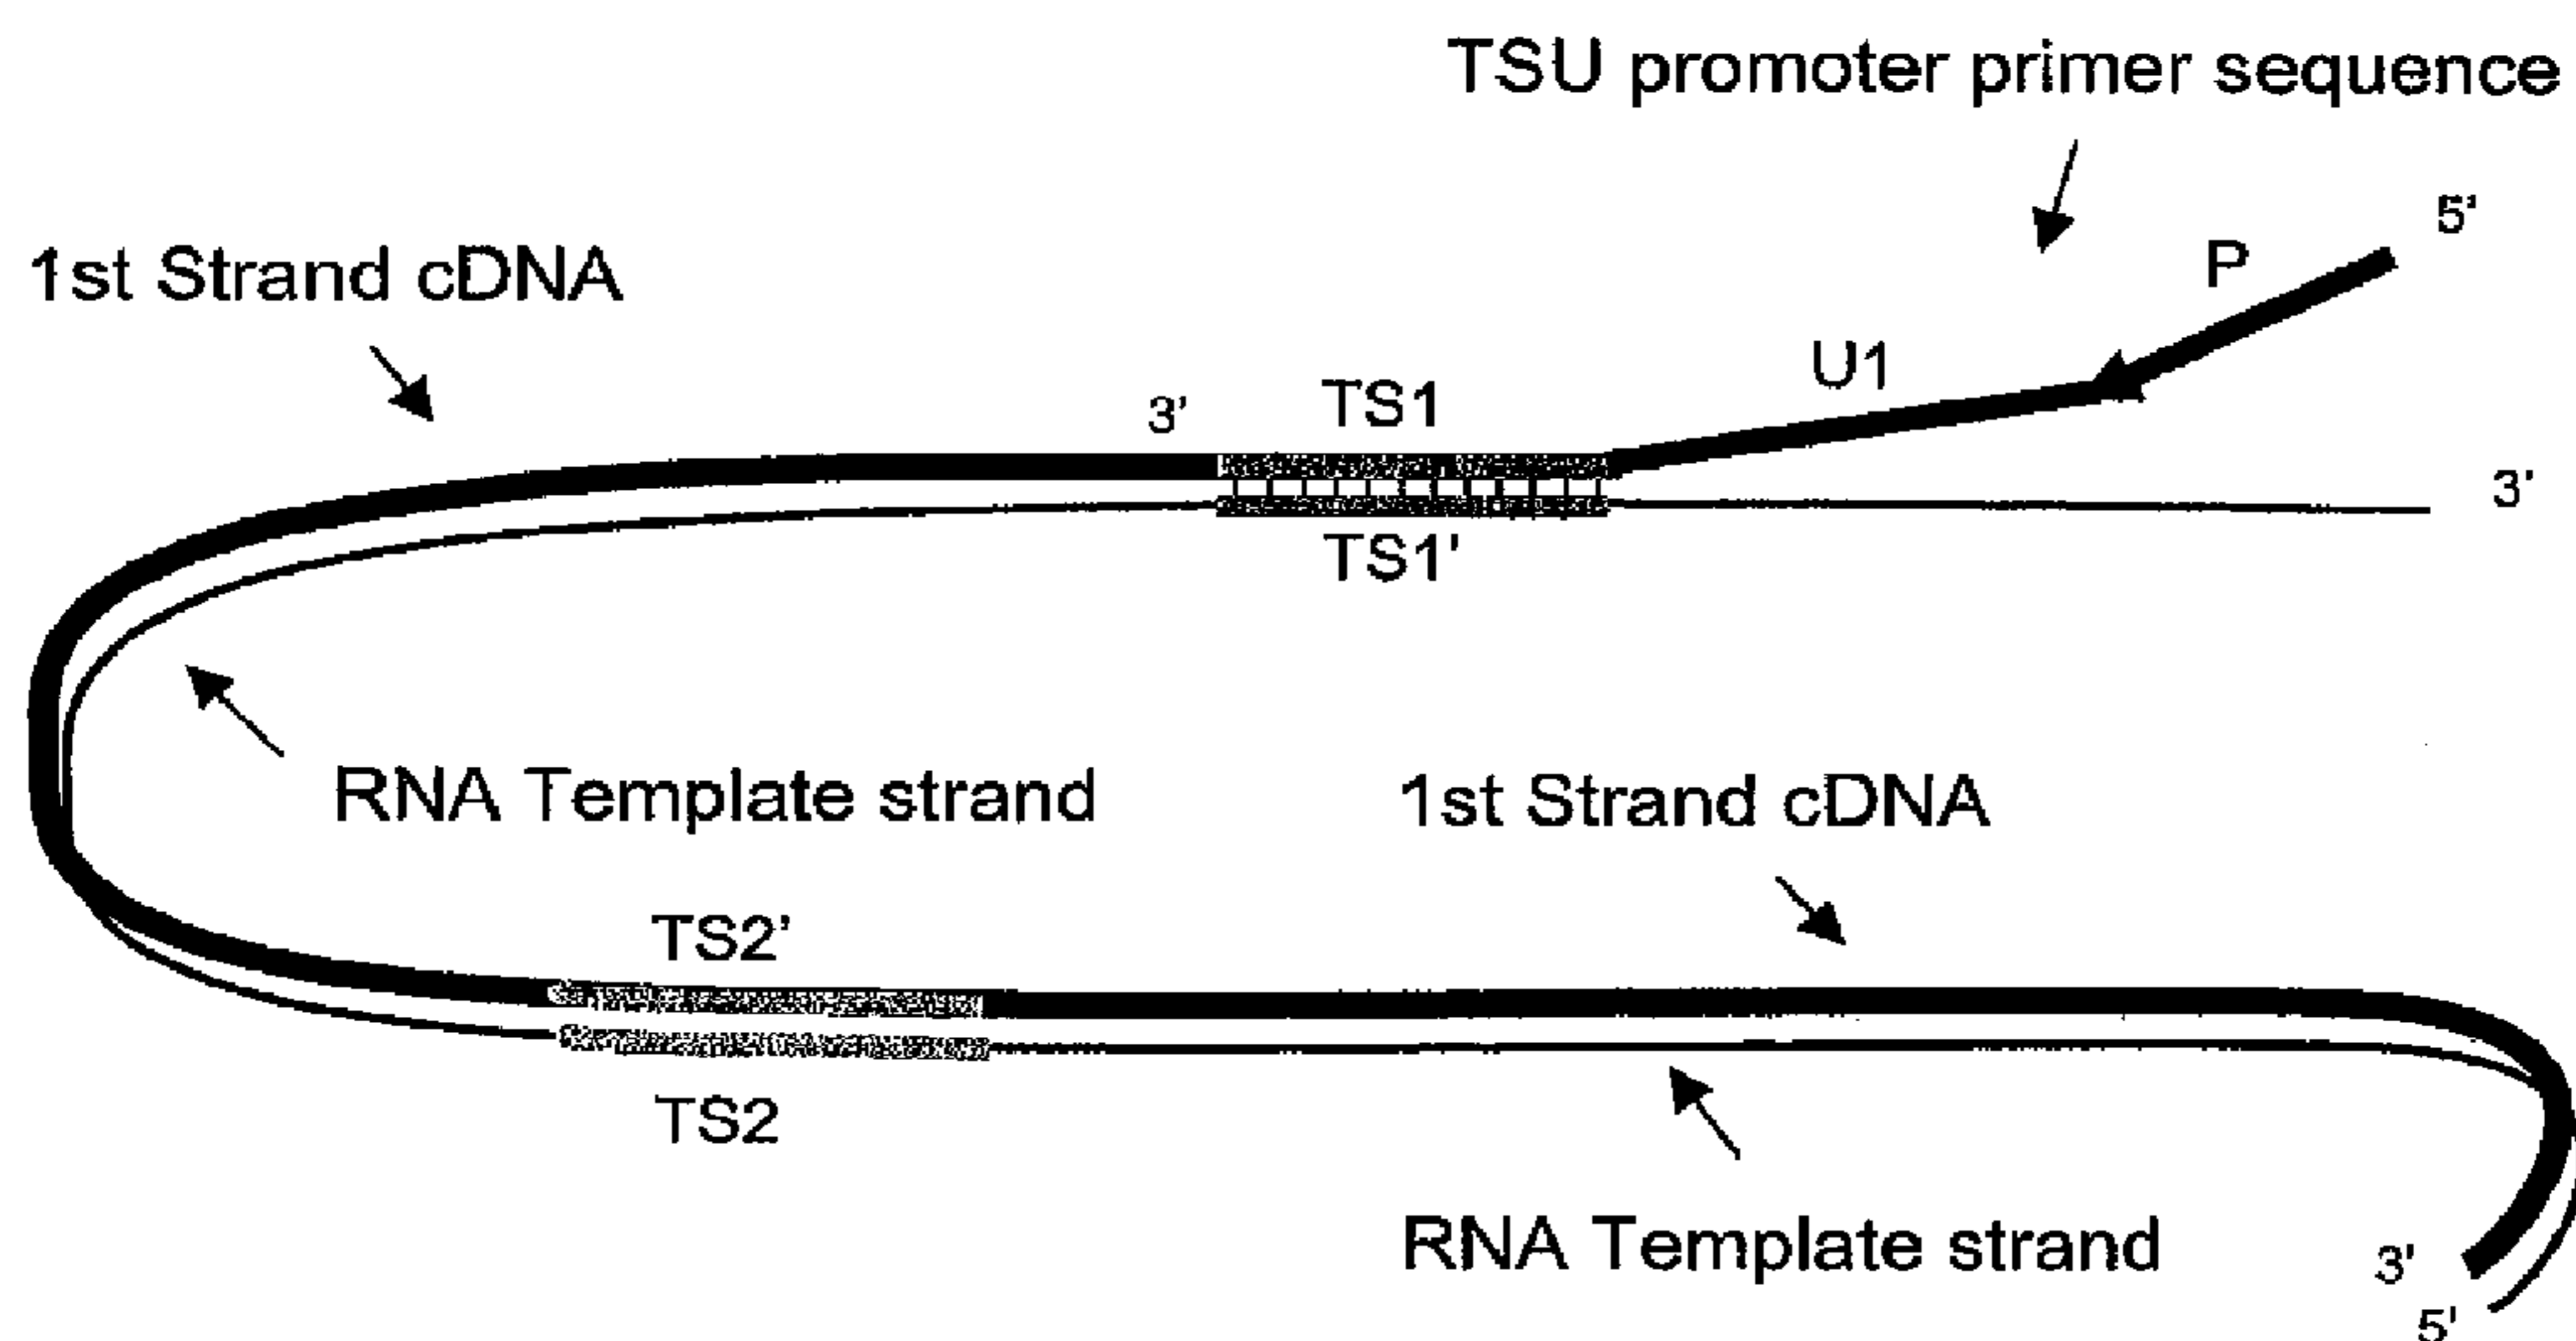 TSU promoter primer sequence
5'
P
1st Strand cDNA
U1
3'
TS1
3'
TS1'
RNA Template strand
1st Strand cDNA
TS2'
TS2
RNA Template strand
3'
5'